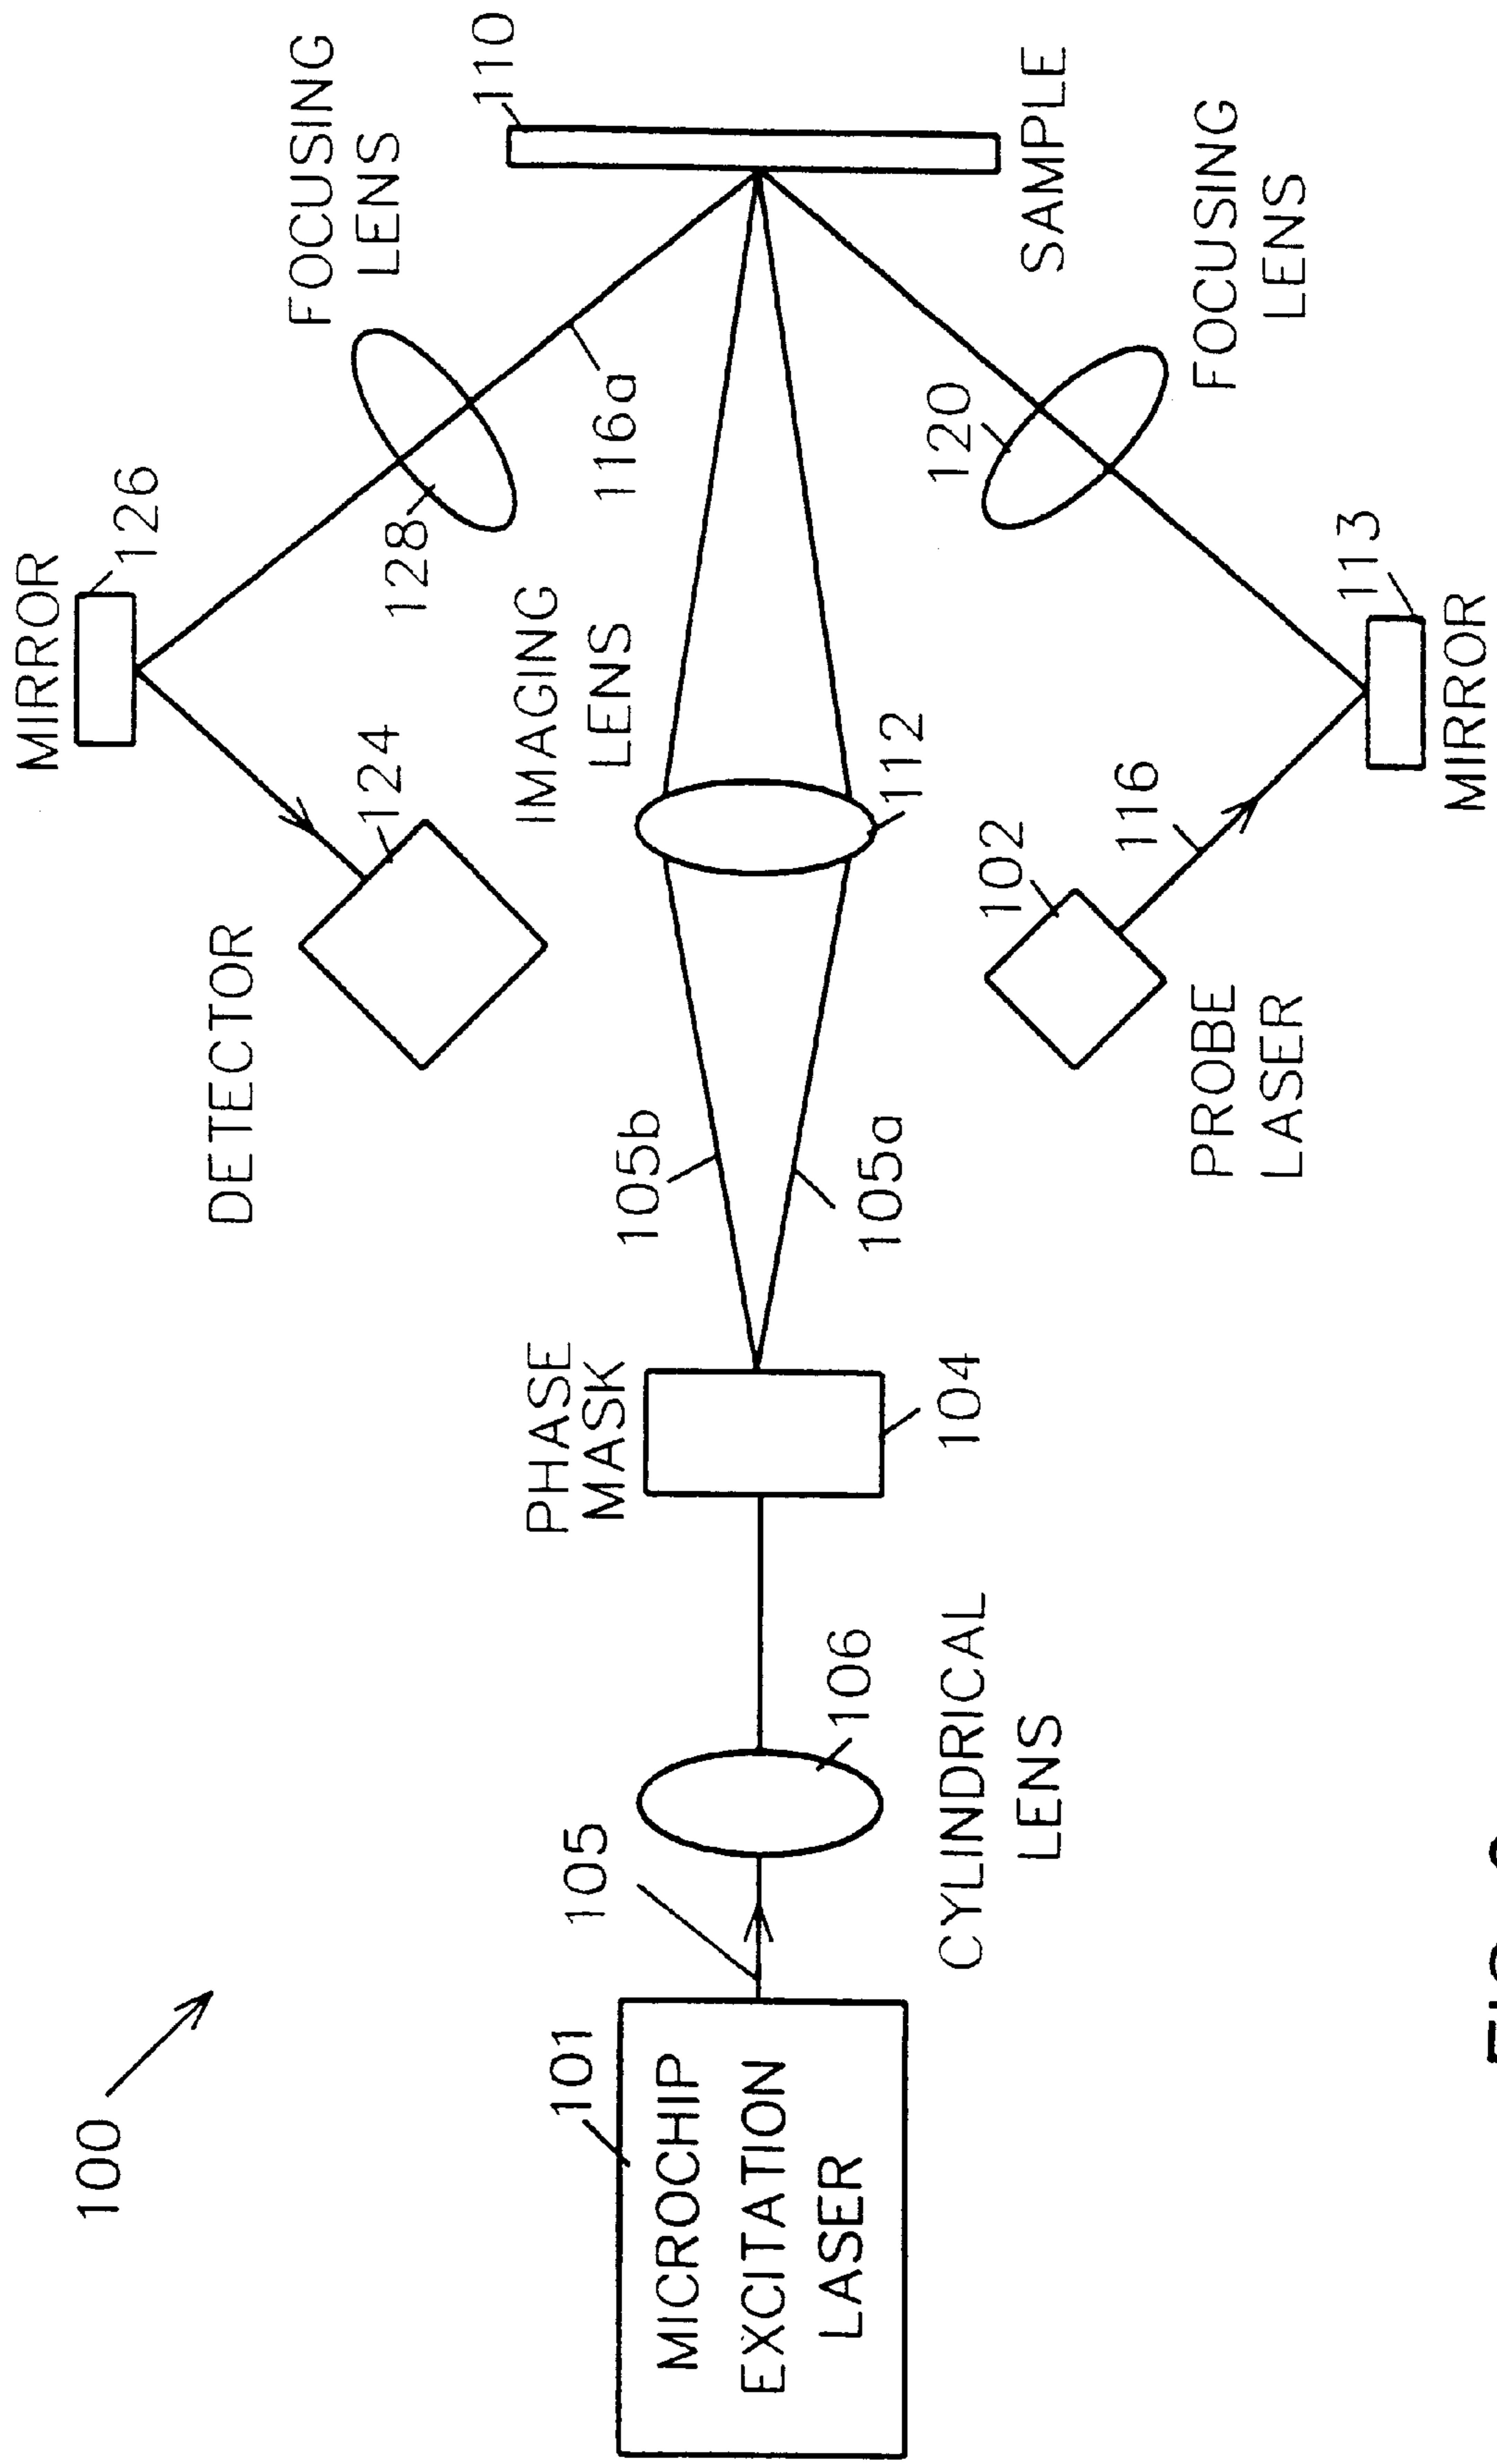 100
101
MICROCHIP
EXCITATION
LASER
105
106
CYLINDRICAL
LENS
PHASE
MASK
104
105b
105a
DETECTOR
124
MIRROR
126
IMAGING
LENS
112
128
FOCUSING
LENS
116a
110
SAMPLE
PROBE
LASER
102
116
113
MIRROR
120
FOCUSING
LENS